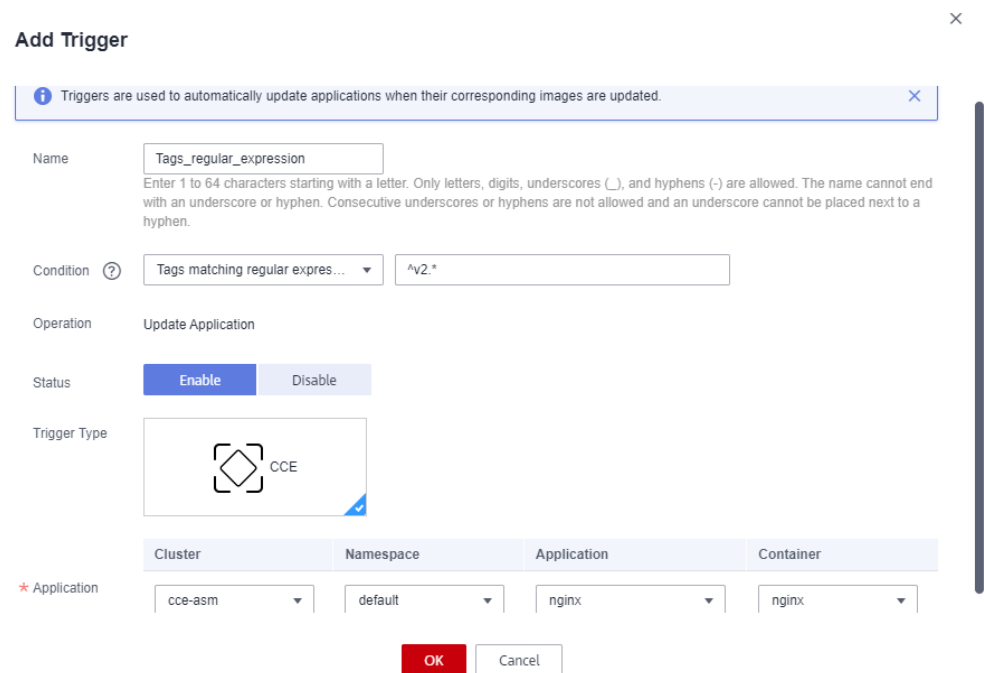 Add Trigger
Triggers are used to automatically update applications when their corresponding images are updated.
Name
Tags_regular_expression
Enter 1 to 64 characters starting with a letter. Only letters, digits, underscores (_), and hyphens (-) are allowed. The name cannot end
with an underscore or hyphen. Consecutive underscores or hyphens are not allowed and an underscore cannot be placed next to a
hyphen.
Condition
Tags matching regular expres...
^v2.*
Operation
Update Application
Status
Enable
Disable
Trigger Type
CCE
Cluster
Namespace
Application
Container
* Application
cce-asm
default
nginx
nginx
OK
Cancel